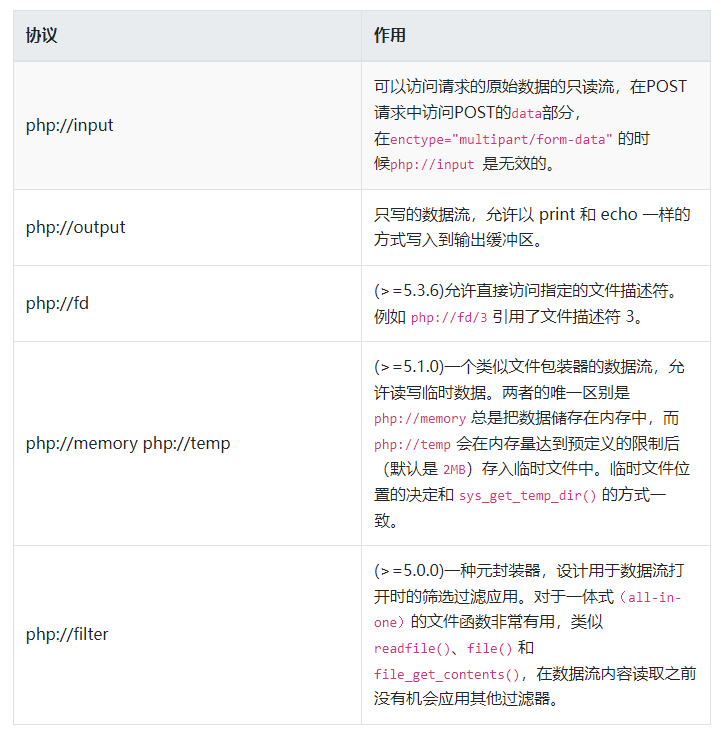 协议
作用
php://input
可以访问请求的原始数据的只读流，在POST
请求中访问POST的data部分，
在enctype="multipart/form-data" 的时
候php://input 是无效的。
php://output
只写的数据流，允许以 print 和 echo 一样的
方式写入到输出缓冲区。
php://fd
(>=5.3.6)允许直接访问指定的文件描述符。
例如 php://fd/3 引用了文件描述符 3。
php://memory php://temp
(>=5.1.0)一个类似文件包装器的数据流，允
许读写临时数据。两者的唯一区别是
php://memory 总是把数据储存在内存中，而
php://temp 会在内存量达到预定义的限制后
（默认是 2MB）存入临时文件中。临时文件位
置的决定和 sys_get_temp_dir() 的方式一
致。
php://filter
(>=5.0.0)一种元封装器，设计用于数据流打
开时的筛选过滤应用。对于一体式（all-in-
one）的文件函数非常有用，类似
readfile()、file() 和
file_get_contents()，在数据流内容读取之前
没有机会应用其他过滤器。